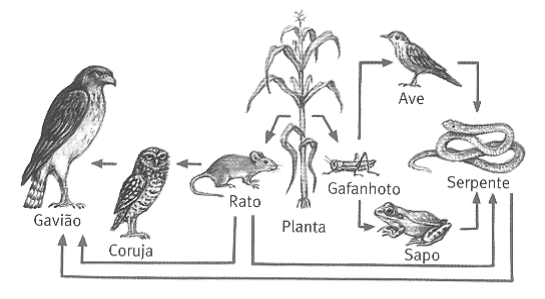 Ave
Gafanhoto
Serpente
Rato
Gavião
Planta
Coruja
Sapo